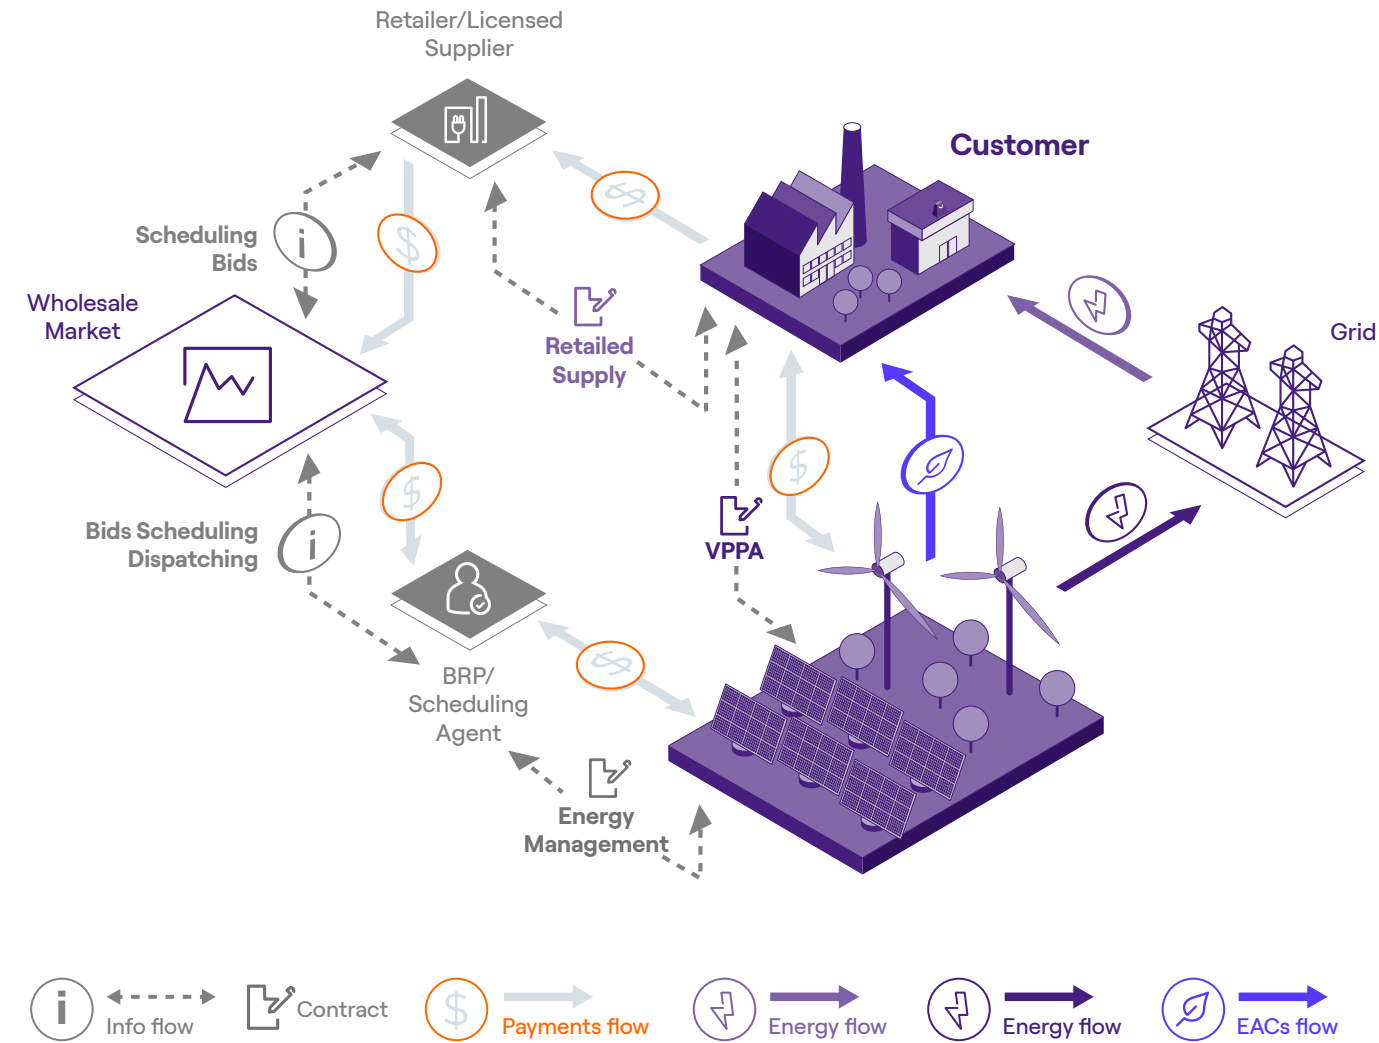 Retailer/Licensed
Supplier
Customer
Scheduling
Bids
Wholesale
Market
Grid
Retailed
Supply
Bids Scheduling
Dispatching
VPPA
BRP/
Scheduling
Agent
Energy
Management
Info flow
Contract
Payments flow
Energy flow
Energy flow
EACs flow